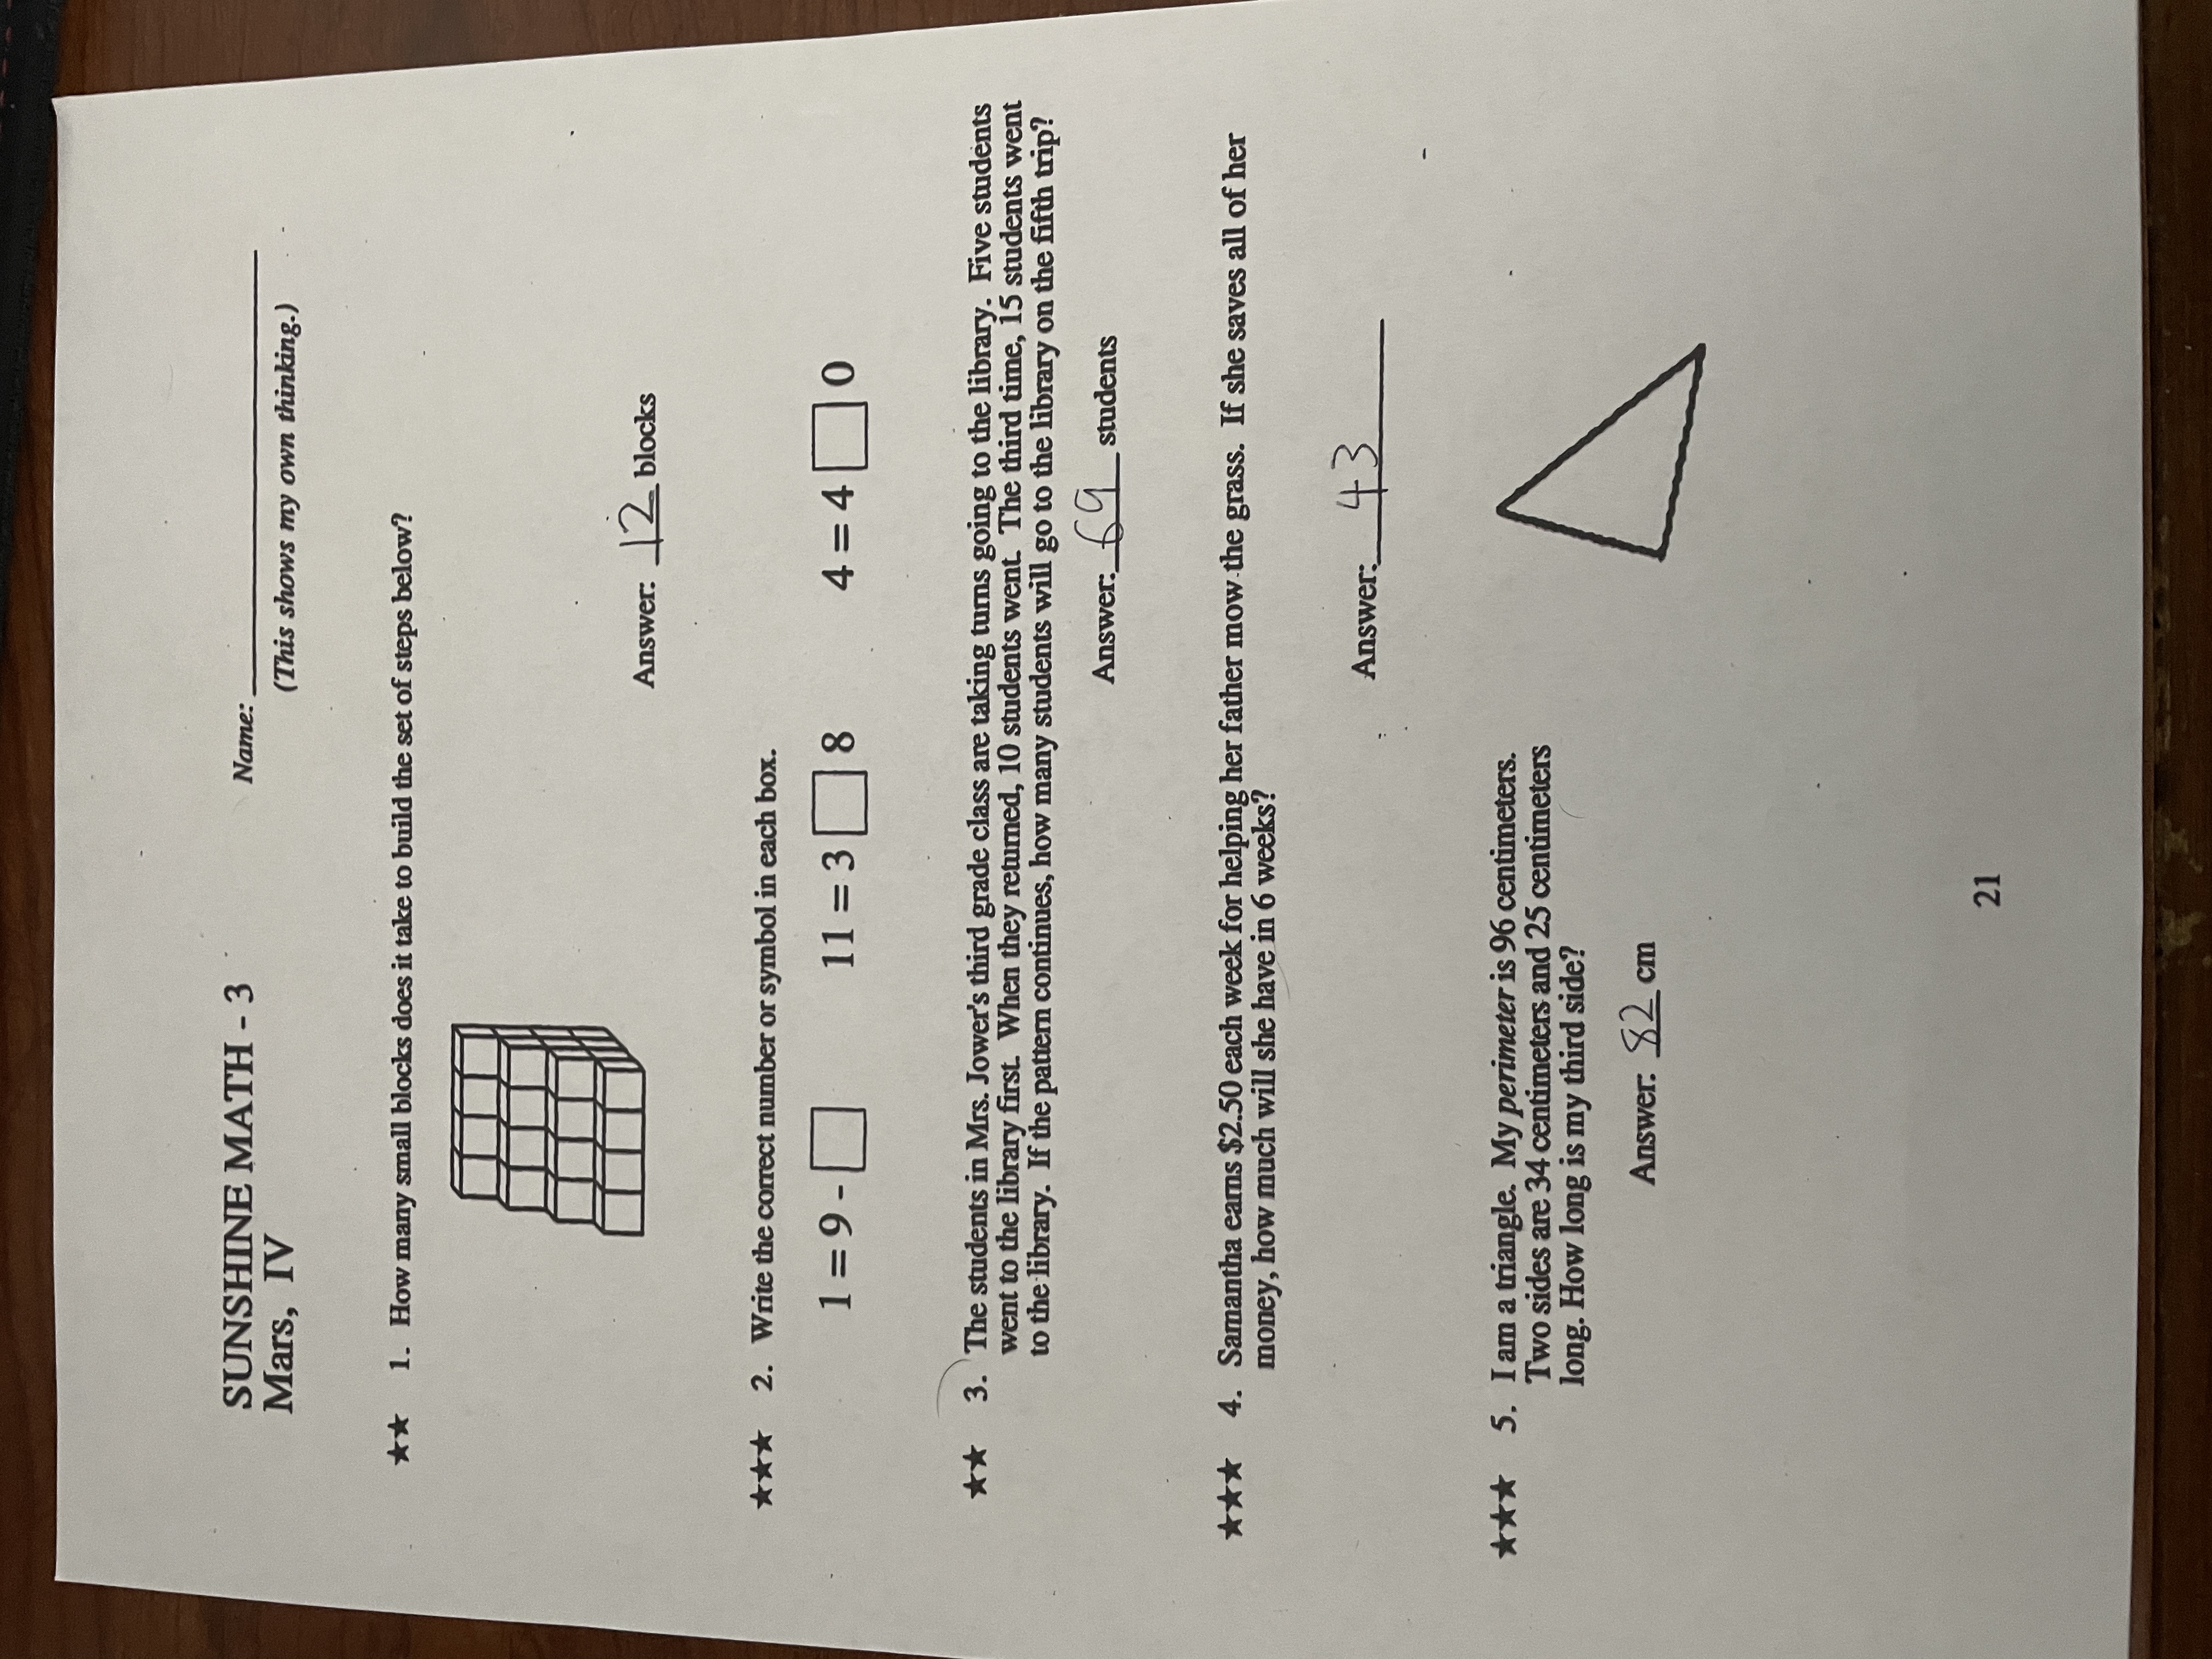 SUNSHINE MATH - 3
Name:
Mars, IV
(This shows my own thinking.)
★★ 1. How many small blocks does it take to build the set of steps below?
Answer: 12 blocks
★★★ 2. Write the correct number or symbol in each box.
1 = 9 - □ 11 = 3 □ 8 4 = 4 □ 0
★★ 3. The students in Mrs. Jower's third grade class are taking turns going to the library. Five students
went to the library first. When they returned, 10 students went. The third time, 15 students went
to the library. If the pattern continues, how many students will go to the library on the fifth trip?
Answer: 69 students
★★★ 4. Samantha earns $2.50 each week for helping her father mow the grass. If she saves all of her
money, how much will she have in 6 weeks?
Answer: 43
★★★ 5. I am a triangle. My perimeter is 96 centimeters.
Two sides are 34 centimeters and 25 centimeters
long. How long is my third side?
Answer: 82 cm
21